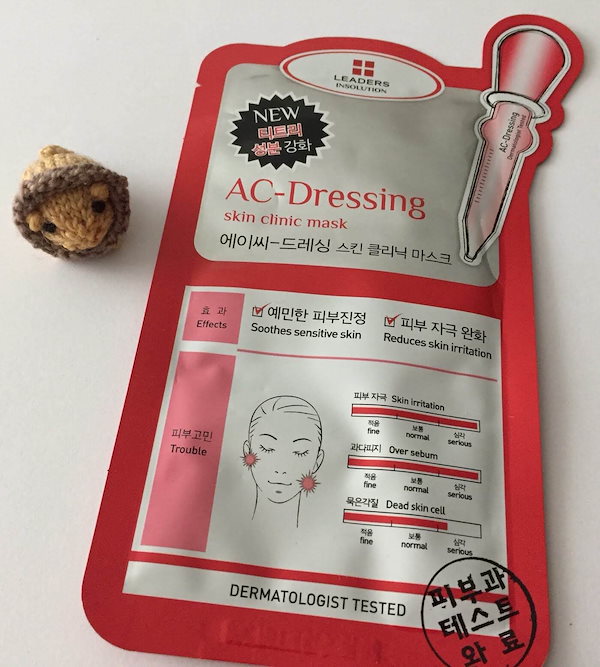 LEADERS
INSOLUTION
NEW
티트리
성분 강화
AC-Dressing
Dermatologist Tested
AC-Dressing
skin clinic mask
에이씨-드레싱 스킨 클리닉 마스크
효 과
Effects
예민한 피부진정
Soothes sensitive skin
피부 자극 완화
Reduces skin irritation
피부고민
Trouble
피부 자극 Skin irritation
적음 보통 심각
fine normal serious
과다피지 Over sebum
적음 보통 심각
fine normal serious
묵은각질 Dead skin cell
적음 보통 심각
fine normal serious
DERMATOLOGIST TESTED
피부과
테스트
완료